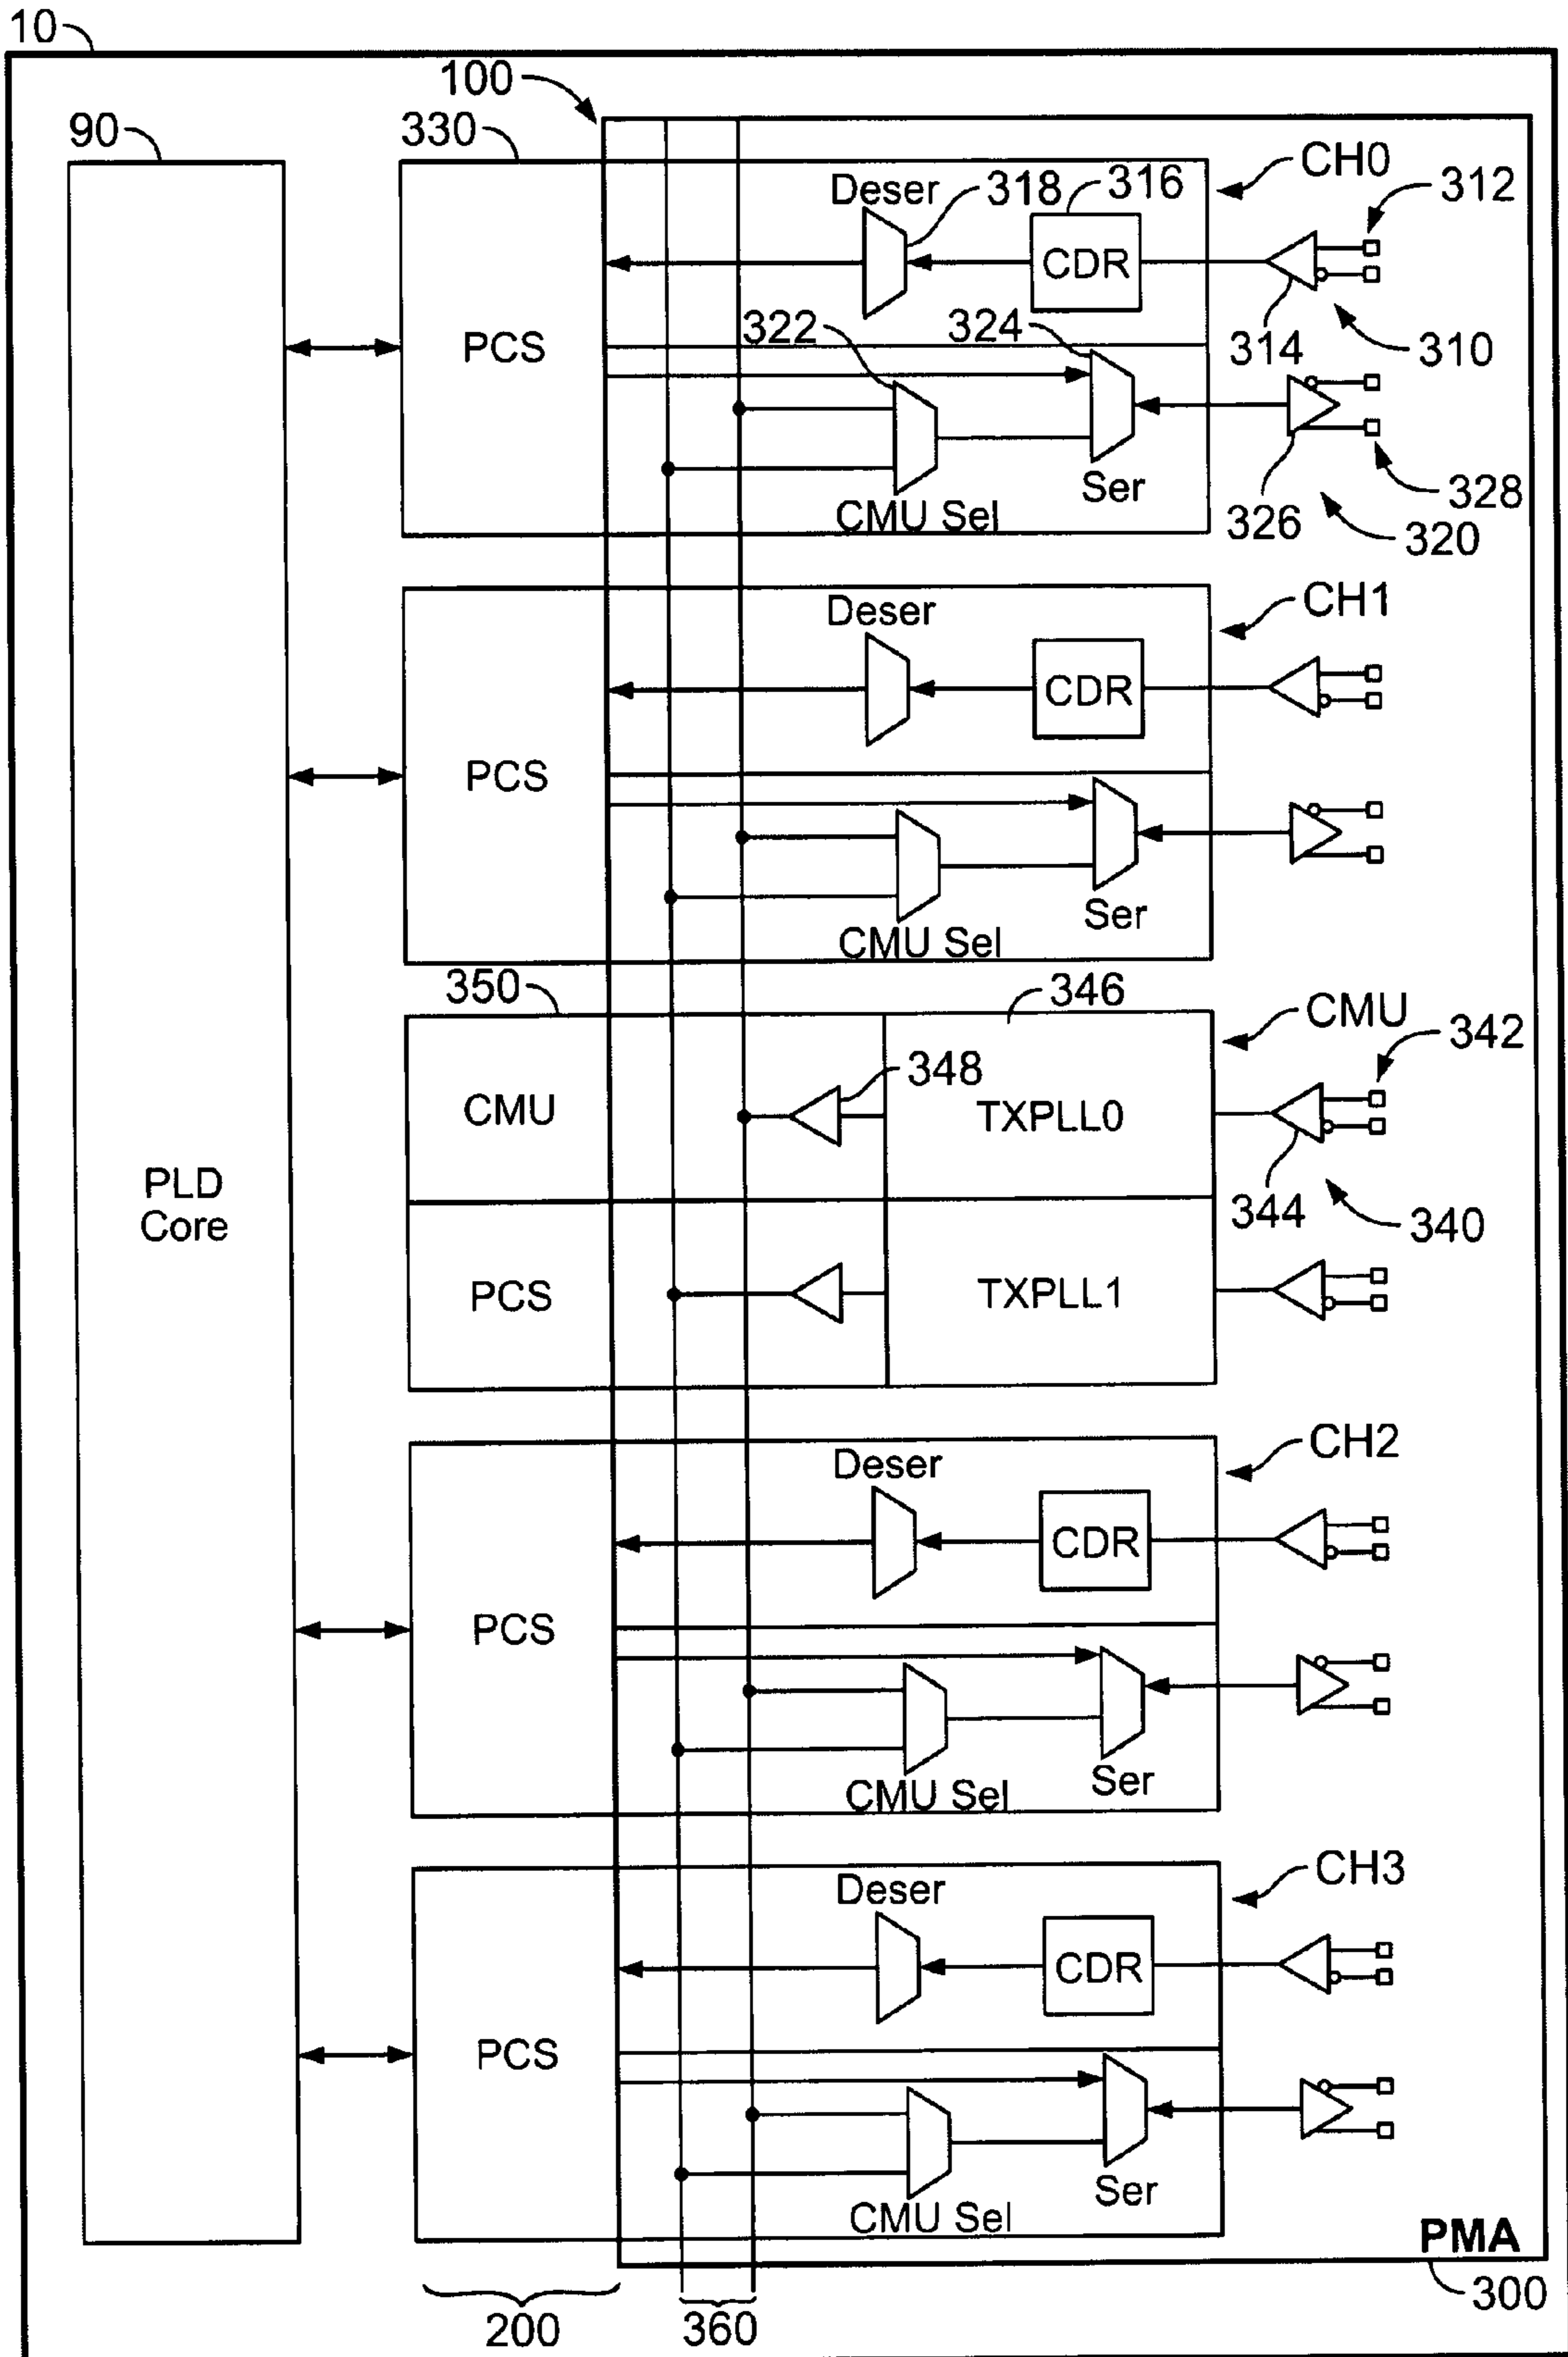 10
100
90
330
CH0
Deser
318
316
312
CDR
PCS
322
324
314
310
Ser
328
CMU Sel
326
320
CH1
Deser
CDR
PCS
Ser
CMU Sel
350
346
CMU
342
348
CMU
TXPLL0
PLD
Core
344
340
PCS
TXPLL1
CH2
Deser
CDR
PCS
Ser
CMU Sel
CH3
Deser
CDR
PCS
Ser
CMU Sel
PMA
300
200
360